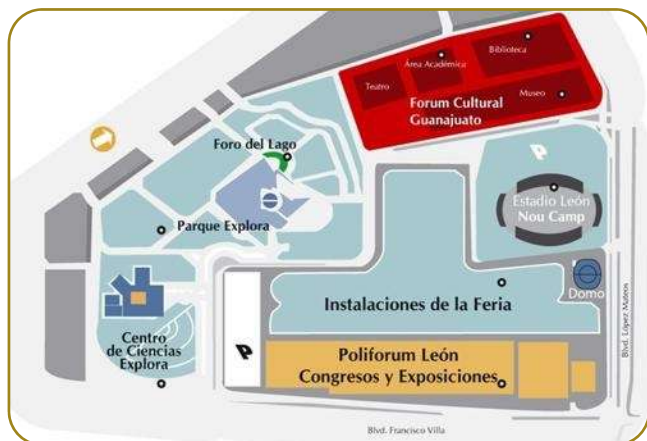 Biblioteca
Área Académica
Teatro
Museo
Forum Cultural
Guanajuato
Foro del Lago
P
Estadio León
Nou Camp
Parque Explora
Domo
Instalaciones de la Feria
Centro
de Ciencias
Explora
P
Poliforum León
Congresos y Exposiciones
Blvd. López Mateos
Blvd. Francisco Villa